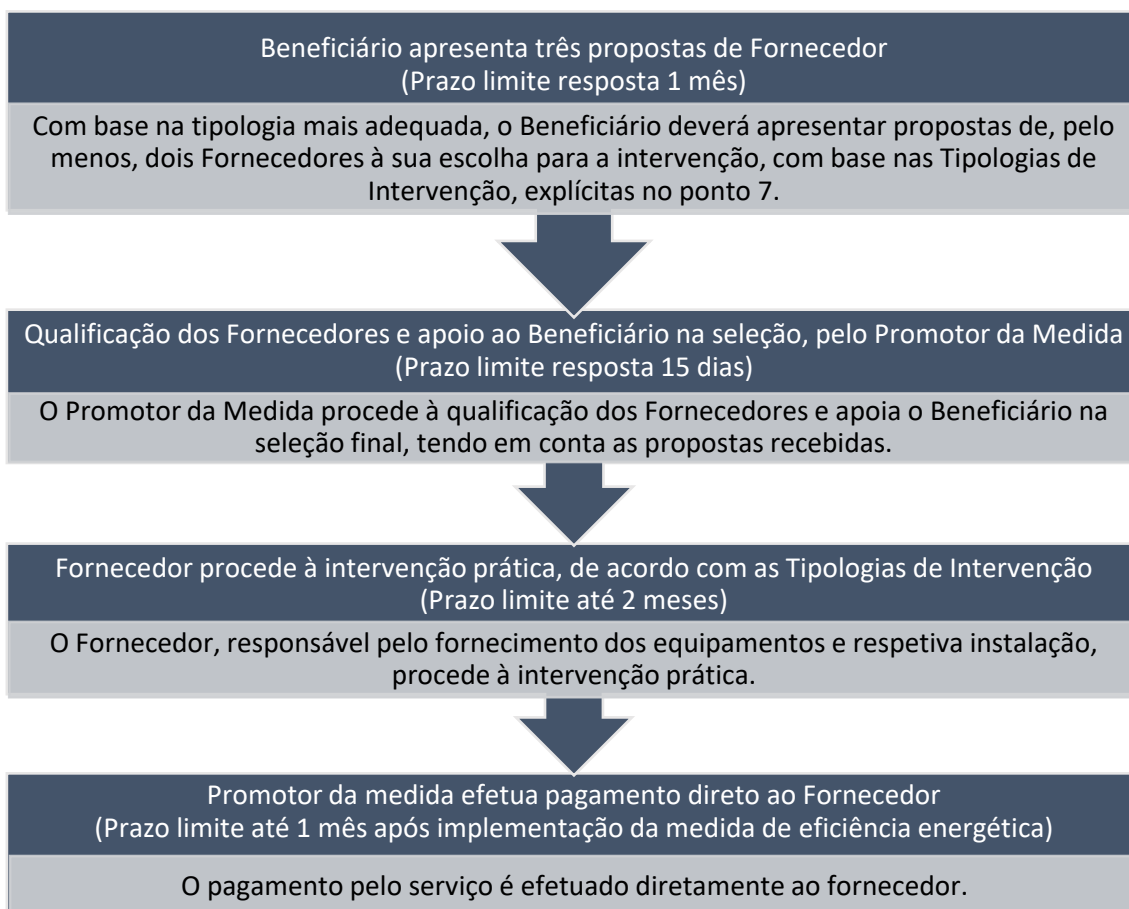 Beneficiário apresenta três propostas de Fornecedor
(Prazo limite resposta 1 mês)
Com base na tipologia mais adequada, o Beneficiário deverá apresentar propostas de, pelo
menos, dois Fornecedores à sua escolha para a intervenção, com base nas Tipologias de
Intervenção, explícitas no ponto 7.
Qualificação dos Fornecedores e apoio ao Beneficiário na seleção, pelo Promotor da Medida
(Prazo limite resposta 15 dias)
O Promotor da Medida procede à qualificação dos Fornecedores e apoia o Beneficiário na
seleção final, tendo em conta as propostas recebidas.
Fornecedor procede à intervenção prática, de acordo com as Tipologias de Intervenção
(Prazo limite até 2 meses)
O Fornecedor, responsável pelo fornecimento dos equipamentos e respetiva instalação,
procede à intervenção prática.
Promotor da medida efetua pagamento direto ao Fornecedor
(Prazo limite até 1 mês após implementação da medida de eficiência energética)
O pagamento pelo serviço é efetuado diretamente ao fornecedor.